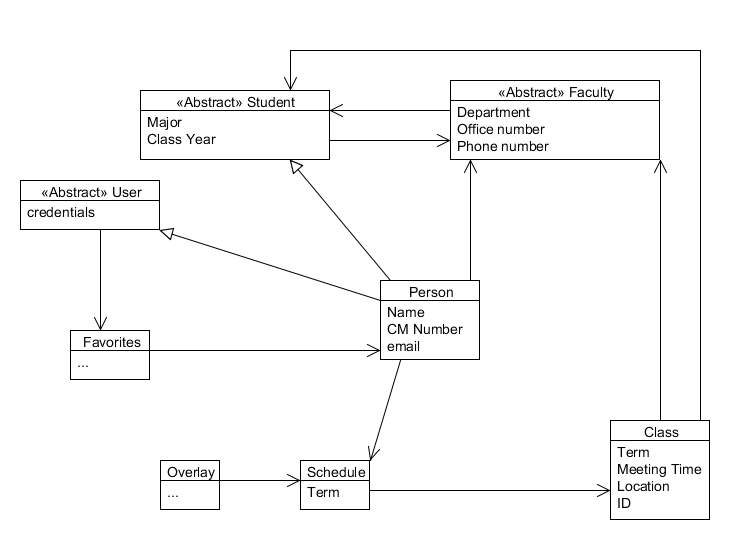 «Abstract» Student
Major
Class Year
«Abstract» Faculty
Department
Office number
Phone number
«Abstract» User
credentials
Person
Name
CM Number
email
Favorites
...
Class
Term
Meeting Time
Location
ID
Overlay
...
Schedule
Term